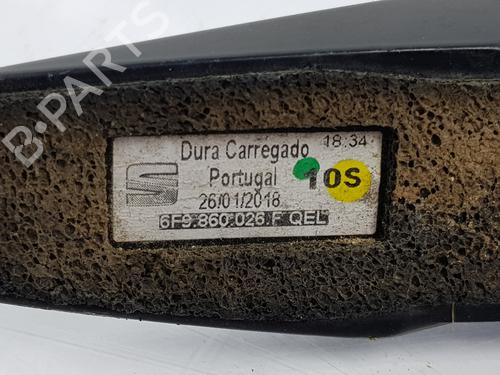 B-PARTS
Dura Carregado 18:34
Portugal 10S
26/01/2018
6F9.860.026.F QEL